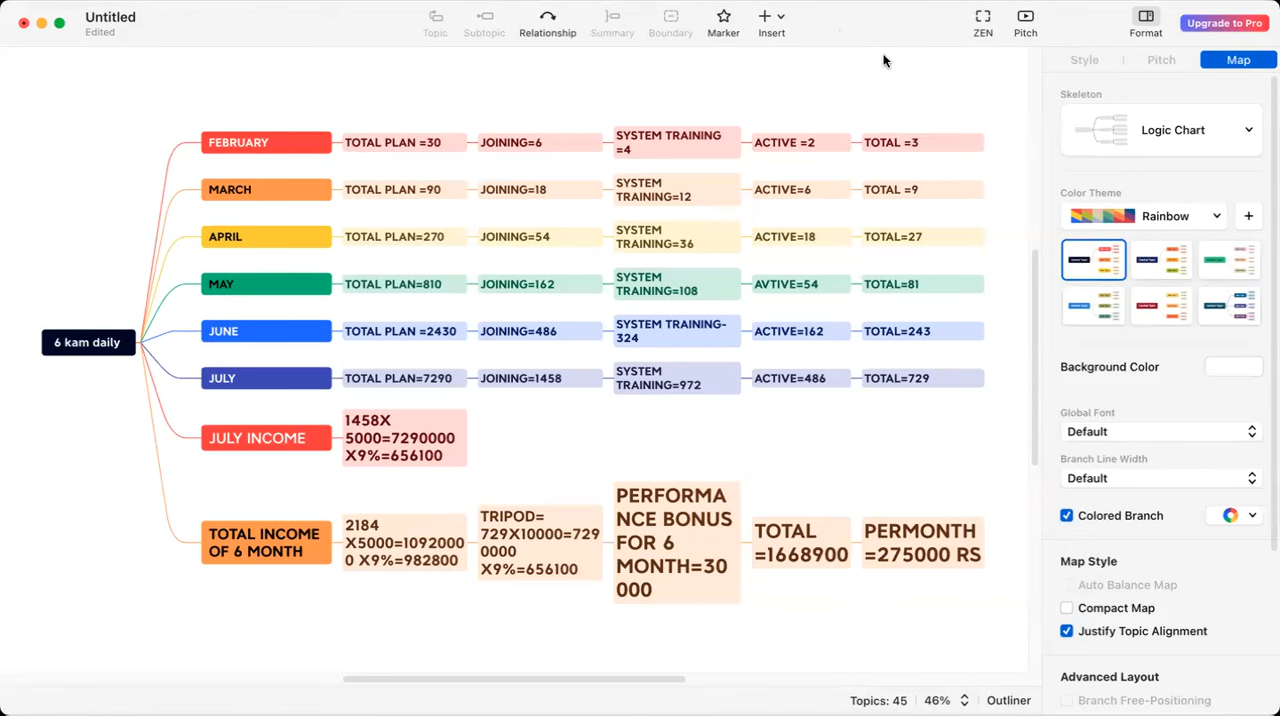 Untitled
Edited
Topic
Subtopic
Relationship
Summary
Boundary
Marker
Insert
ZEN
Pitch
Format
Upgrade to Pro
Style
Pitch
Map
Skeleton
Logic Chart
Color Theme
Rainbow
Background Color
Global Font
Default
Branch Line Width
Default
Colored Branch
Map Style
Auto Balance Map
Compact Map
Justify Topic Alignment
Advanced Layout
Branch Free-Positioning
6 kam daily
FEBRUARY
TOTAL PLAN =30
JOINING=6
SYSTEM TRAINING
=4
ACTIVE =2
TOTAL =3
MARCH
TOTAL PLAN =90
JOINING=18
SYSTEM
TRAINING=12
ACTIVE=6
TOTAL =9
APRIL
TOTAL PLAN=270
JOINING=54
SYSTEM
TRAINING=36
ACTIVE=18
TOTAL=27
MAY
TOTAL PLAN=810
JOINING=162
SYSTEM
TRAINING=108
AVTIVE=54
TOTAL=81
JUNE
TOTAL PLAN =2430
JOINING=486
SYSTEM TRAINING-
324
ACTIVE=162
TOTAL=243
JULY
TOTAL PLAN=7290
JOINING=1458
SYSTEM
TRAINING=972
ACTIVE=486
TOTAL=729
JULY INCOME
1458X
5000=7290000
X9%=656100
TOTAL INCOME
OF 6 MONTH
2184
X5000=1092000
0 X9%=982800
TRIPOD=
729X10000=729
0000
X9%=656100
PERFORMA
NCE BONUS
FOR 6
MONTH=30
000
TOTAL
=1668900
PERMONTH
=275000 RS
Topics: 45
46%
Outliner